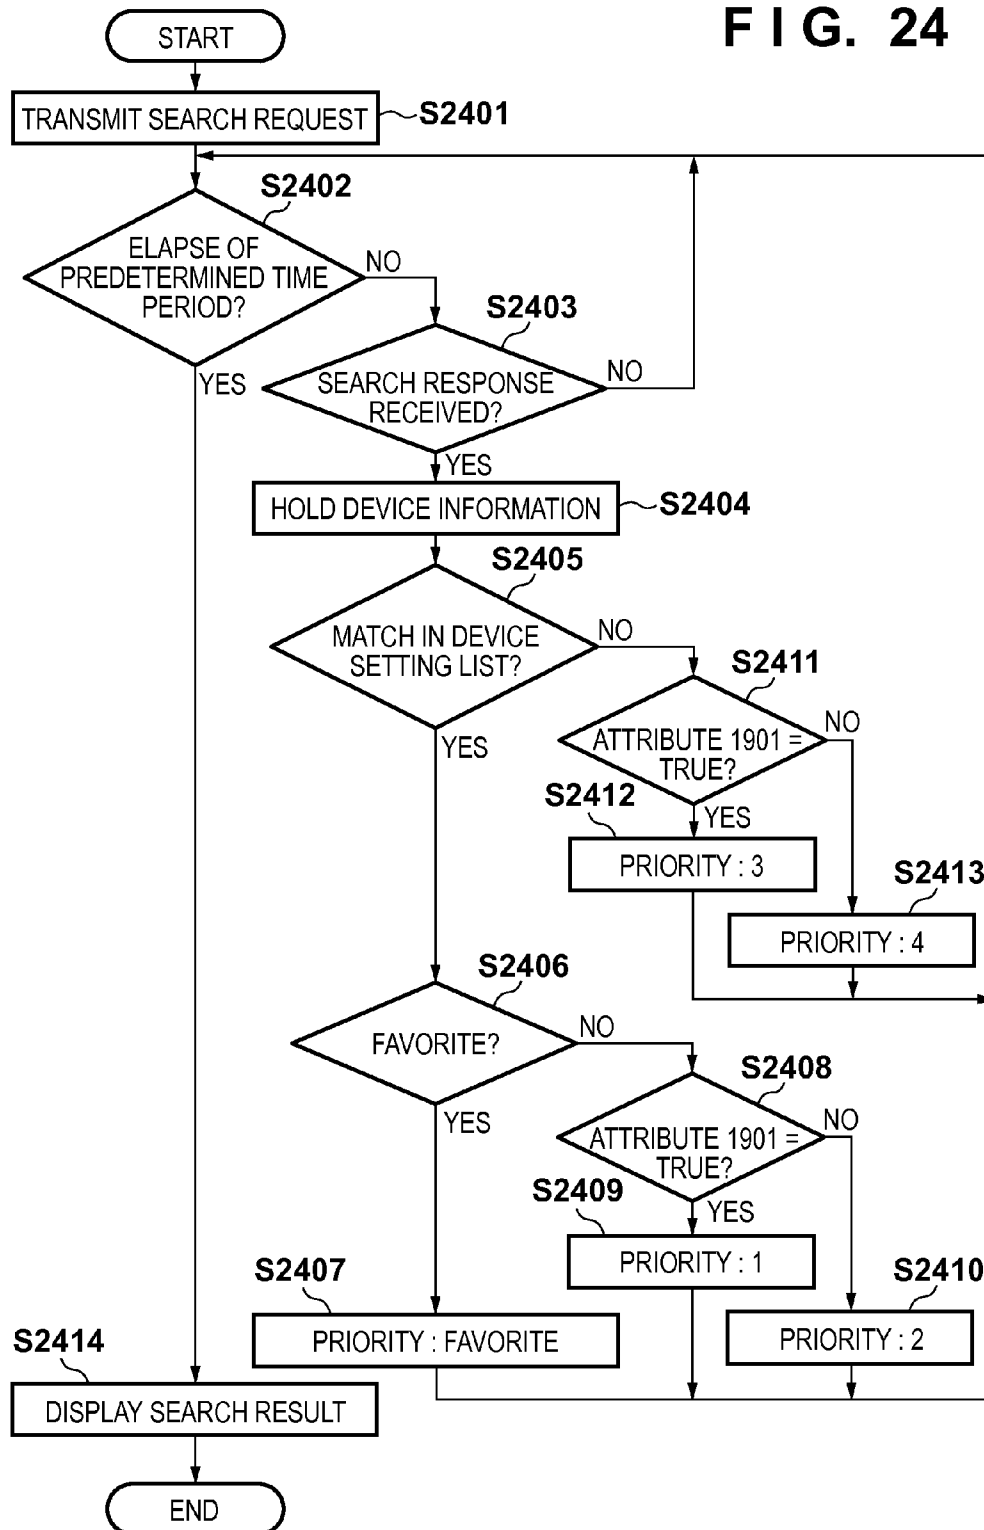 FIG. 24
START
TRANSMIT SEARCH REQUEST
S2401
S2402
ELAPSE OF
PREDETERMINED TIME
PERIOD?
NO
YES
S2403
SEARCH RESPONSE
RECEIVED?
NO
YES
HOLD DEVICE INFORMATION
S2404
S2405
MATCH IN DEVICE
SETTING LIST?
NO
YES
S2411
ATTRIBUTE 1901 =
TRUE?
NO
YES
S2412
PRIORITY : 3
S2413
PRIORITY : 4
S2406
FAVORITE?
NO
YES
S2408
ATTRIBUTE 1901 =
TRUE?
NO
YES
S2409
PRIORITY : 1
S2410
PRIORITY : 2
S2407
PRIORITY : FAVORITE
S2414
DISPLAY SEARCH RESULT
END